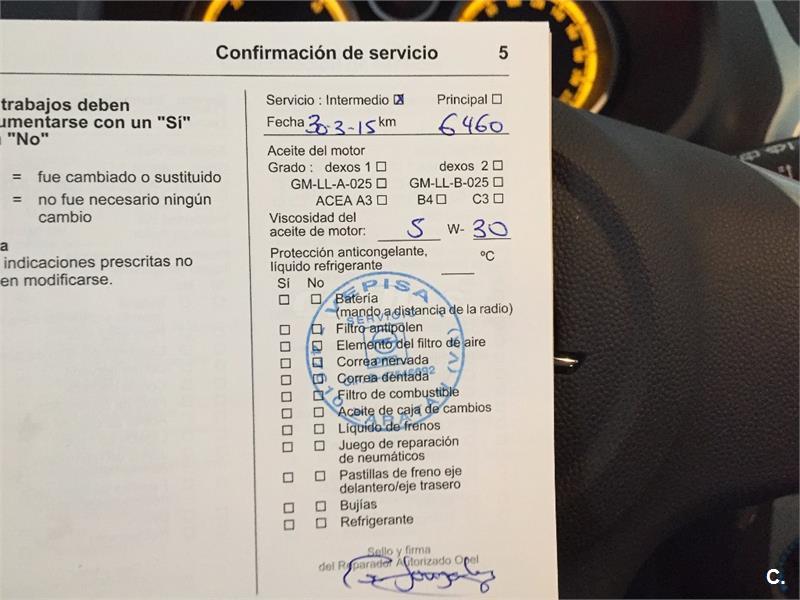 Confirmación de servicio 5
trabajos deben
umentarse con un "Sí"
"No"
= fue cambiado o sustituido
= no fue necesario ningún
cambio
a
indicaciones prescritas no
en modificarse.
Servicio : Intermedio ☒ Principal ☐
Fecha 30-3-15 km 6460
Aceite del motor
Grado : dexos 1 ☐ dexos 2 ☐
GM-LL-A-025 ☐ GM-LL-B-025 ☐
ACEA A3 ☐ B4 ☐ C3 ☐
Viscosidad del
aceite de motor: 5 W- 30
Protección anticongelante,
líquido refrigerante ___ ºC
Sí No
☐ ☐ Batería
(mando a distancia de la radio)
☐ ☐ Filtro antipolen
☐ ☐ Elemento del filtro de aire
☐ ☐ Correa nervada
☐ ☐ Correa dentada
☐ ☐ Filtro de combustible
☐ ☐ Aceite de caja de cambios
☐ ☐ Líquido de frenos
☐ ☐ Juego de reparación
de neumáticos
☐ ☐ Pastillas de freno eje
delantero/eje trasero
☐ ☐ Bujías
☐ ☐ Refrigerante
VEPISA
SERVICIO
Sello y firma
del Reparador Autorizado Opel
C.